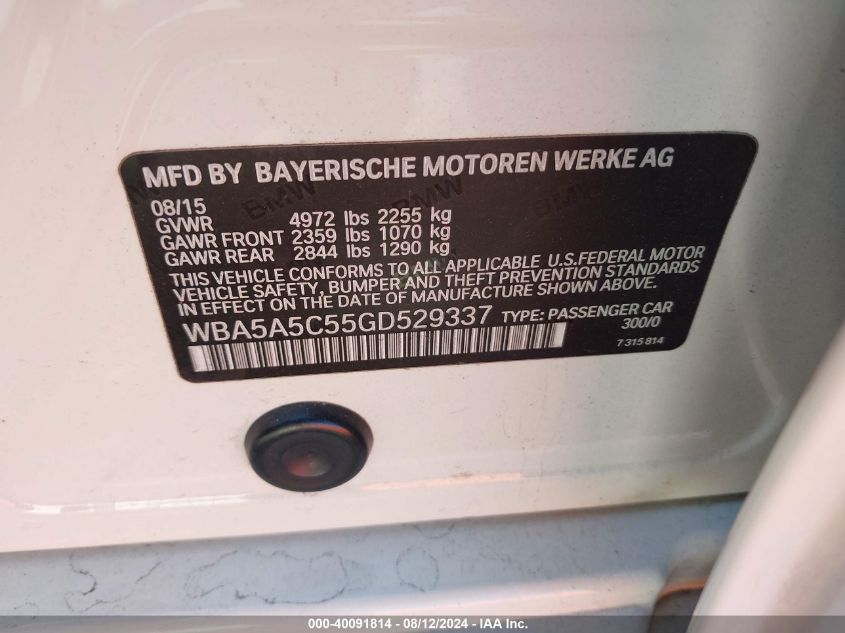 MFD BY BAYERISCHE MOTOREN WERKE AG
08/15
GVWR 4972 lbs 2255 kg
GAWR FRONT 2359 lbs 1070 kg
GAWR REAR 2844 lbs 1290 kg
THIS VEHICLE CONFORMS TO ALL APPLICABLE U.S.FEDERAL MOTOR
VEHICLE SAFETY, BUMPER AND THEFT PREVENTION STANDARDS
IN EFFECT ON THE DATE OF MANUFACTURE SHOWN ABOVE.
WBA5A5C55GD529337 TYPE: PASSENGER CAR
300/0
7 315 814
BMW
BMW
BMW
000-40091814 - 08/12/2024 - IAA Inc.